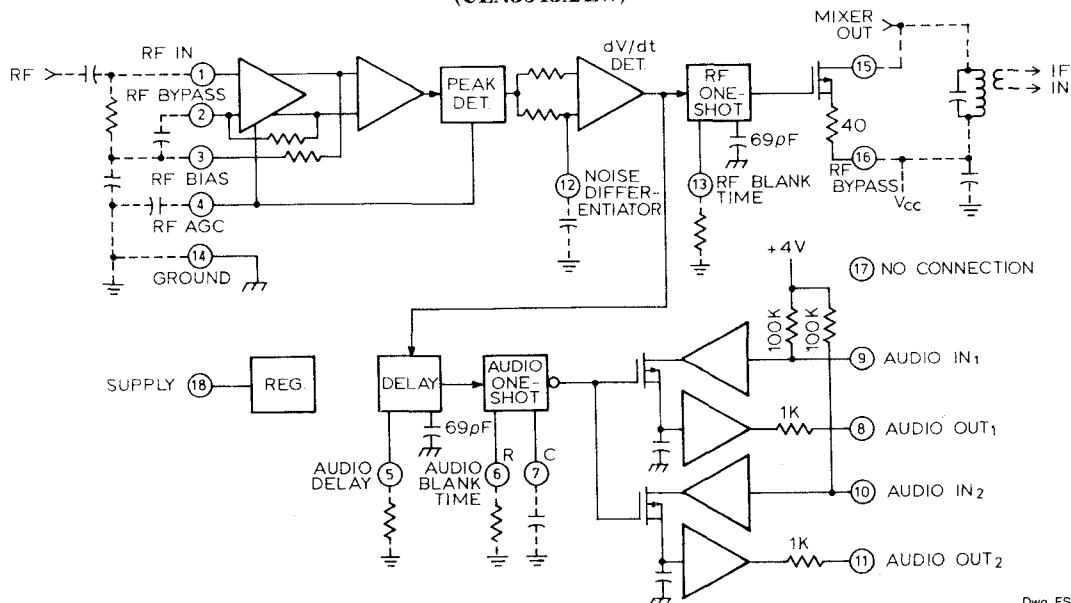 RF
RF IN
1
RF BYPASS
2
3
RF BIAS
4
RF AGC
14
GROUND
PEAK
DET.
dV/dt
DET.
12
NOISE
DIFFER-
ENTIATOR
RF
ONE-
SHOT
69pF
13
RF BLANK
TIME
MIXER
OUT
15
40
16
RF
BYPASS
VCC
IF
IN
+4V
17 NO CONNECTION
100K
100K
SUPPLY 18
REG.
DELAY
69pF
AUDIO
ONE-
SHOT
R
C
AUDIO
DELAY
5
AUDIO
BLANK
TIME
6
7
9 AUDIO IN1
1K
8 AUDIO OUT1
10 AUDIO IN2
1K
11 AUDIO OUT2